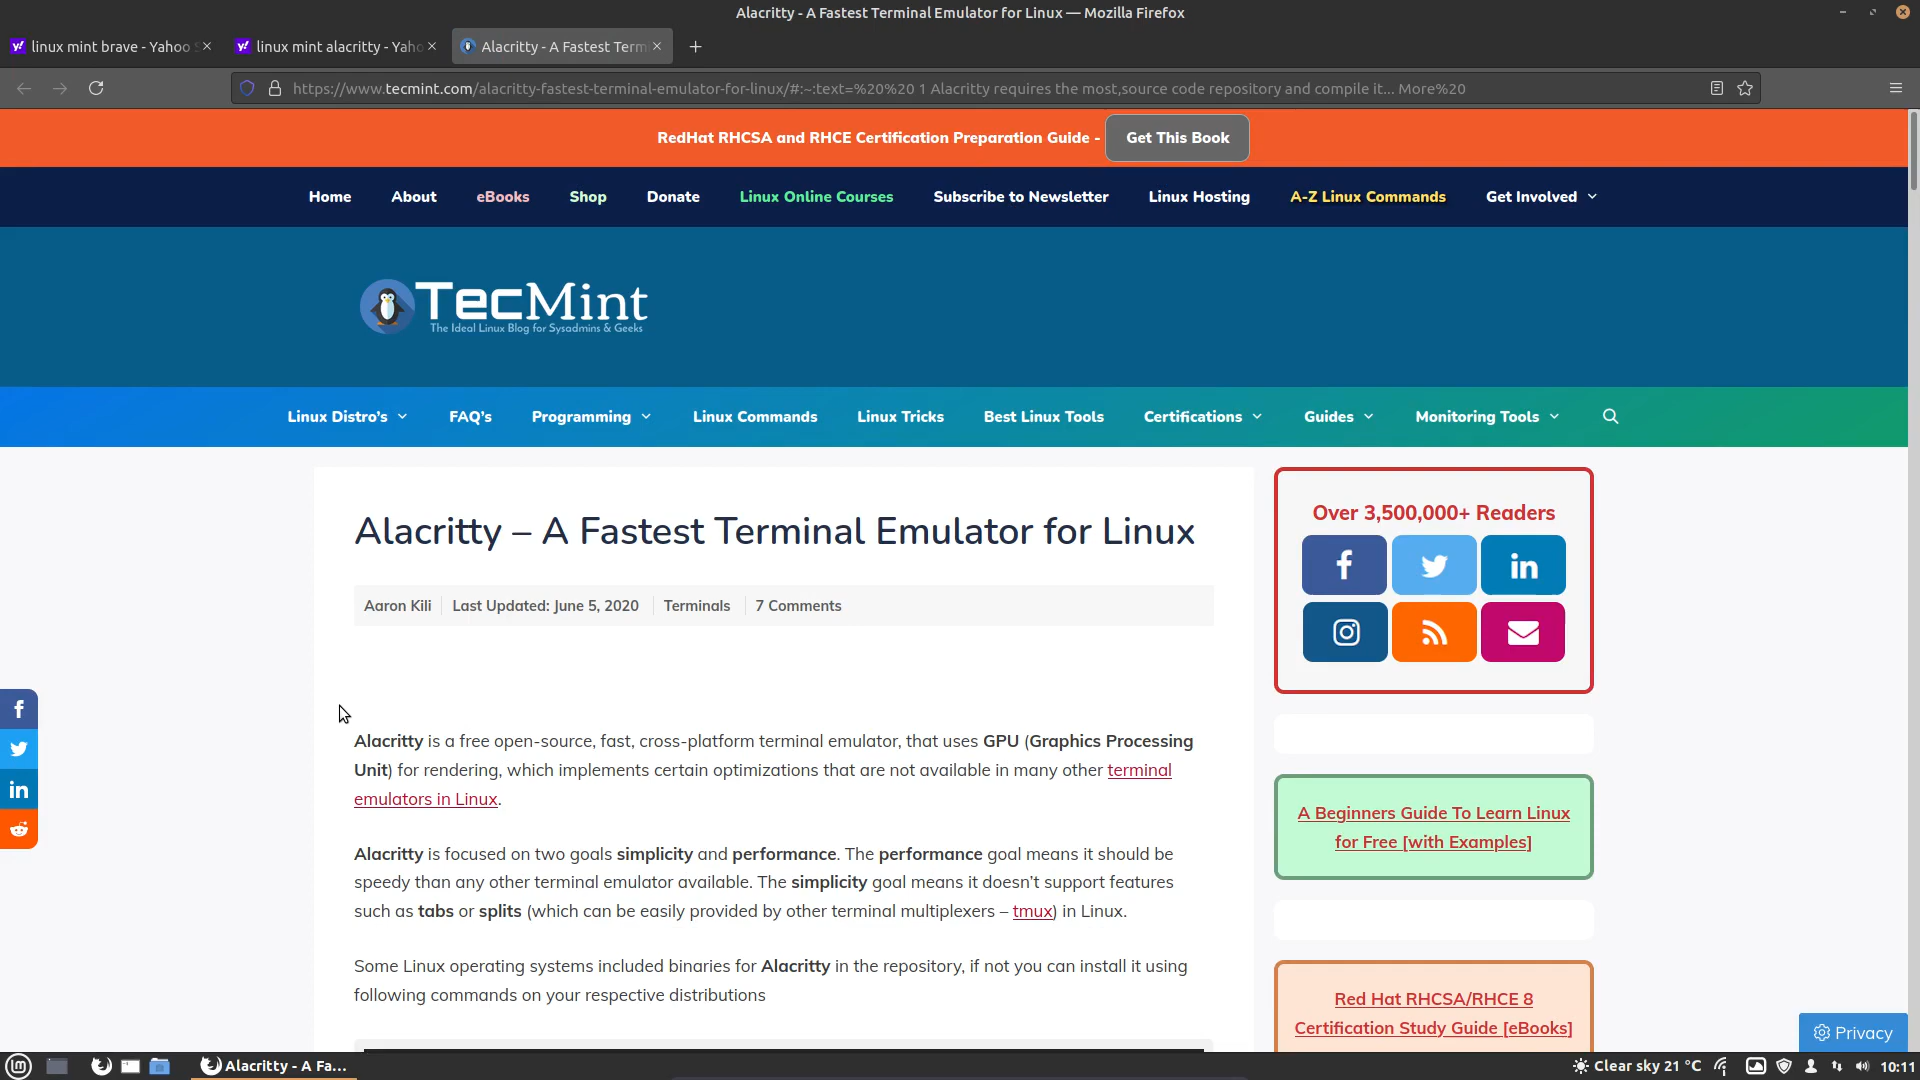 Alacritty - A Fastest Terminal Emulator for Linux — Mozilla Firefox
linux mint brave - Yahoo
linux mint alacritty - Yaho
Alacritty - A Fastest Term
https://www.tecmint.com/alacritty-fastest-terminal-emulator-for-linux/#:~:text=%20%20 1 Alacritty requires the most,source code repository and compile it... More%20
RedHat RHCSA and RHCE Certification Preparation Guide - Get This Book
Home About eBooks Shop Donate Linux Online Courses Subscribe to Newsletter Linux Hosting A-Z Linux Commands Get Involved
TecMint
The Ideal Linux Blog for Sysadmins & Geeks
Linux Distro's FAQ's Programming Linux Commands Linux Tricks Best Linux Tools Certifications Guides Monitoring Tools
Alacritty – A Fastest Terminal Emulator for Linux
Aaron Kili Last Updated: June 5, 2020 Terminals 7 Comments
Alacritty is a free open-source, fast, cross-platform terminal emulator, that uses GPU (Graphics Processing
Unit) for rendering, which implements certain optimizations that are not available in many other terminal
emulators in Linux.
Alacritty is focused on two goals simplicity and performance. The performance goal means it should be
speedy than any other terminal emulator available. The simplicity goal means it doesn't support features
such as tabs or splits (which can be easily provided by other terminal multiplexers – tmux) in Linux.
Some Linux operating systems included binaries for Alacritty in the repository, if not you can install it using
following commands on your respective distributions
Over 3,500,000+ Readers
A Beginners Guide To Learn Linux
for Free [with Examples]
Red Hat RHCSA/RHCE 8
Certification Study Guide [eBooks]
Privacy
Alacritty - A Fa...
Clear sky 21 °C
10:11